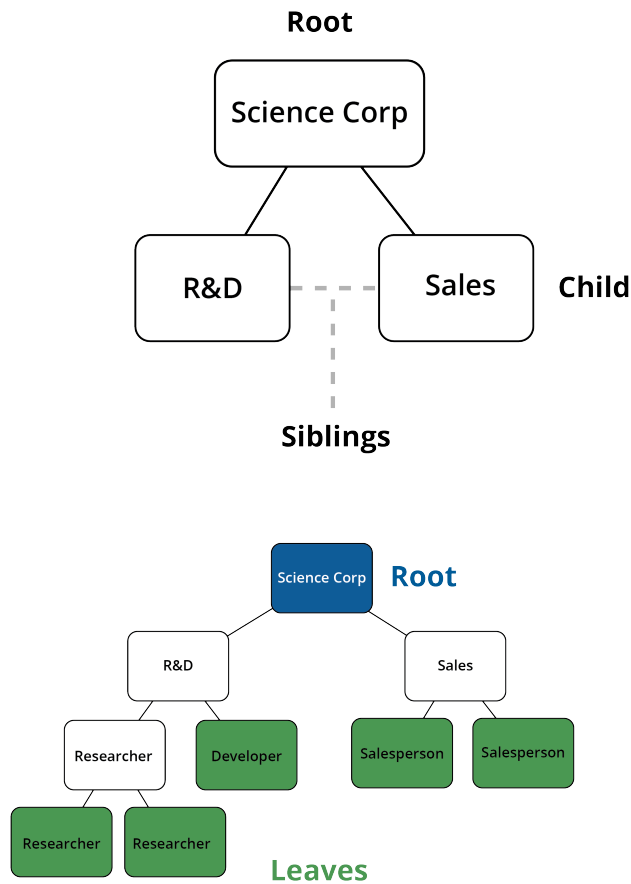 Root
Science Corp
R&D
Sales
Child
Siblings
Science Corp
Root
R&D
Sales
Researcher
Developer
Salesperson
Salesperson
Researcher
Researcher
Leaves